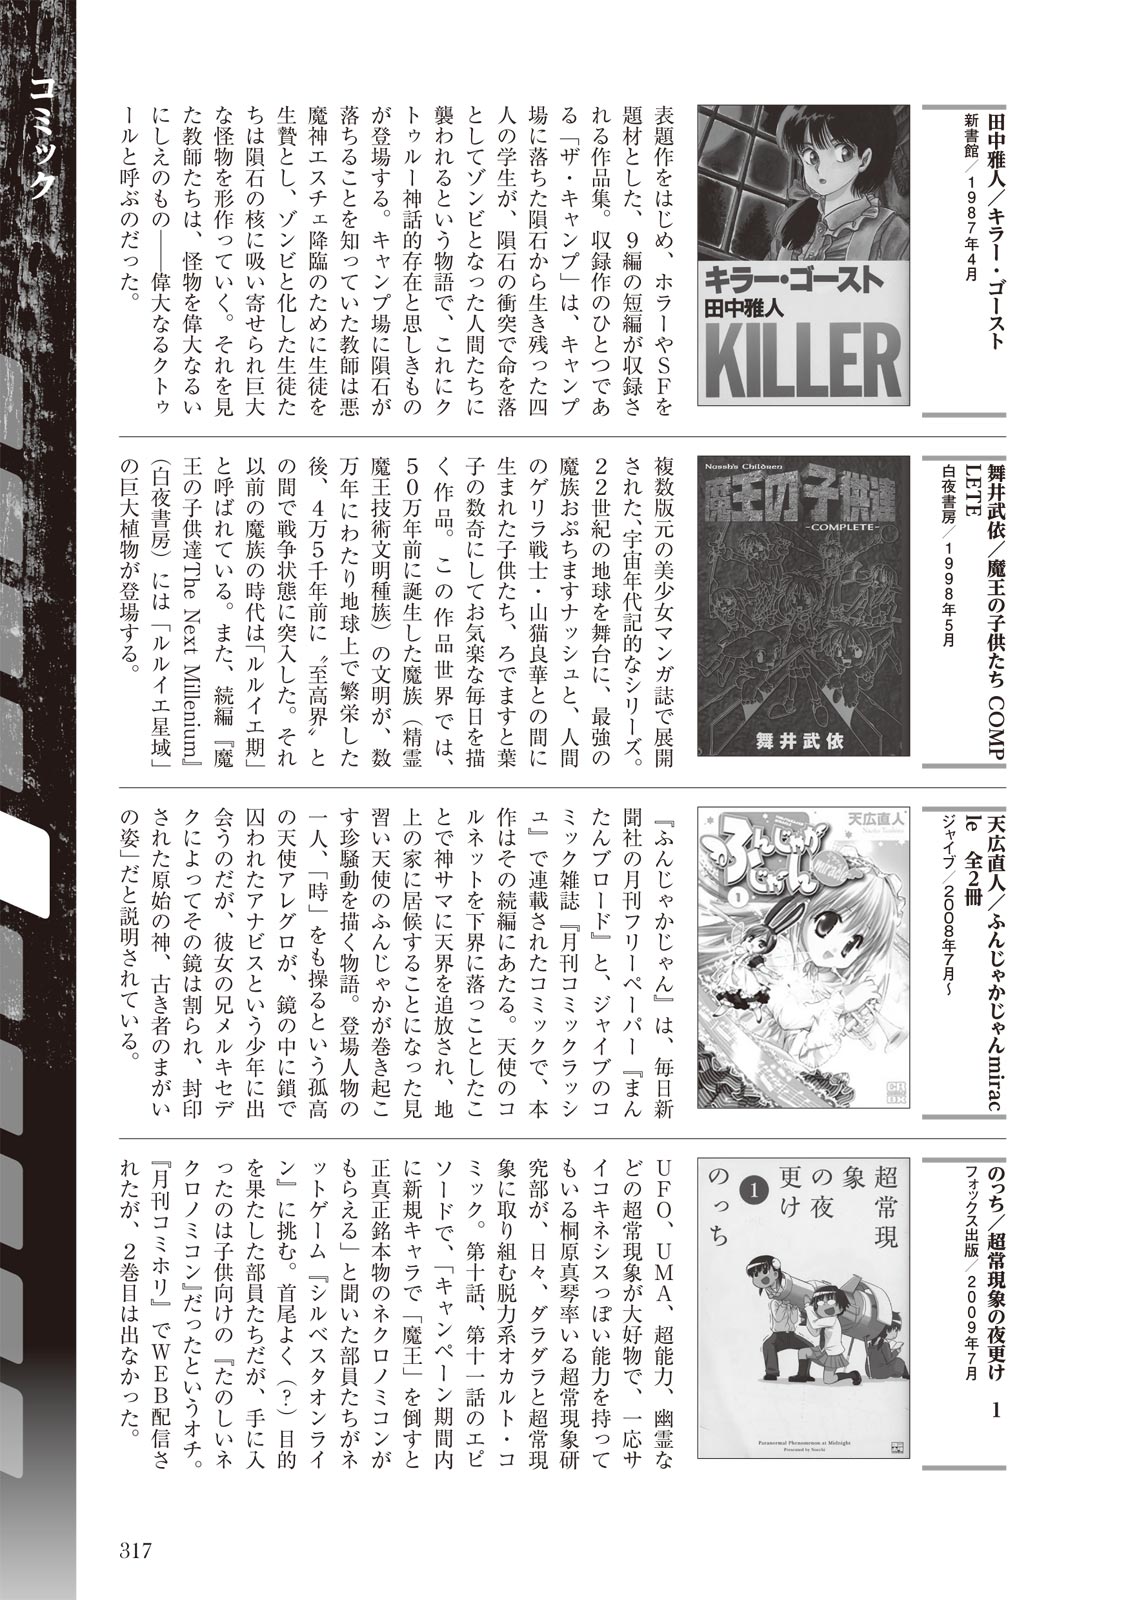 コミック
田中雅人／キラー・ゴースト
新書館／1987年4月
キラー・ゴースト
田中雅人
KILLER
表題作をはじめ、ホラーやSFを
題材とした、9編の短編が収録さ
れる作品集。収録作のひとつであ
る「ザ・キャンプ」は、キャンプ
場に落ちた隕石から生き残った四
人の学生が、隕石の衝突で命を落
としてゾンビとなった人間たちに
襲われるという物語で、これにク
トゥルー神話的存在と思しきもの
が登場する。キャンプ場に隕石が
落ちることを知っていた教師は悪
魔神エスチェ降臨のために生徒を
生贄とし、ゾンビと化した生徒た
ちは隕石の核に吸い寄せられ巨大
な怪物を形作っていく。それを見
た教師たちは、怪物を偉大なるい
にしえのもの――偉大なるクトゥ
ールと呼ぶのだった。
舞井武依／魔王の子供たち COMP
LETE
白夜書房／1998年5月
Nassh's Children
魔王の子供達
-COMPLETE-
舞井武依
複数版元の美少女マンガ誌で展開
された、宇宙年代記的なシリーズ。
22世紀の地球を舞台に、最強の
魔族おぷちますナッシュと、人間
のゲリラ戦士・山猫良華との間に
生まれた子供たち、ろでますと葉
子の数奇にしてお気楽な毎日を描
く作品。この作品世界では、
50万年前に誕生した魔族（精霊
魔王技術文明種族）の文明が、数
万年にわたり地球上で繁栄した
後、4万5千年前に〝至高界〟と
の間で戦争状態に突入した。それ
以前の魔族の時代は「ルルイエ期」
と呼ばれている。また、続編『魔
王の子供達The Next Millenium』
（白夜書房）には「ルルイエ星域」
の巨大植物が登場する。
天広直人／ふんじゃかじゃんmirac
le　全2冊
ジャイブ／2008年7月～
天広直人
Naoto Tenhiro
ふんじゃかじゃん
1
『ふんじゃかじゃん』は、毎日新
聞社の月刊フリーペーパー『まん
たんブロード』と、ジャイブのコ
ミック雑誌『月刊コミックラッシ
ュ』で連載されたコミックで、本
作はその続編にあたる。天使のコ
ルネットを下界に落っことしたこ
とで神サマに天界を追放され、地
上の家に居候することになった見
習い天使のふんじゃかが巻き起こ
す珍騒動を描く物語。登場人物の
一人、「時」をも操るという孤高
の天使アレグロが、鏡の中に鎖で
囚われたアナビスという少年に出
会うのだが、彼女の兄メルキセデ
クによってその鏡は割られ、封印
された原始の神、古き者のまがい
の姿」だと説明されている。
のっち／超常現象の夜更け　1
フォックス出版／2009年7月
超常現
象
の夜
更け
1
のっち
Paranormal Phenomenon at Midnight
Presented by Nocchi
UFO、UMA、超能力、幽霊な
どの超常現象が大好物で、一応サ
イコキネシスっぽい能力を持って
もいる桐原真琴率いる超常現象研
究部が、日々、ダラダラと超常現
象に取り組む脱力系オカルト・コ
ミック。第十話、第十一話のエピ
ソードで、「キャンペーン期間内
に新規キャラで「魔王」を倒すと
正真正銘本物のネクロノミコンが
もらえる」と聞いた部員たちがネ
ットゲーム『シルベスタオンライ
ン』に挑む。首尾よく（？）目的
を果たした部員たちだが、手に入
ったのは子供向けの『たのしいネ
クロノミコン』だったというオチ。
『月刊コミホリ』でWEB配信さ
れたが、2巻目は出なかった。
317